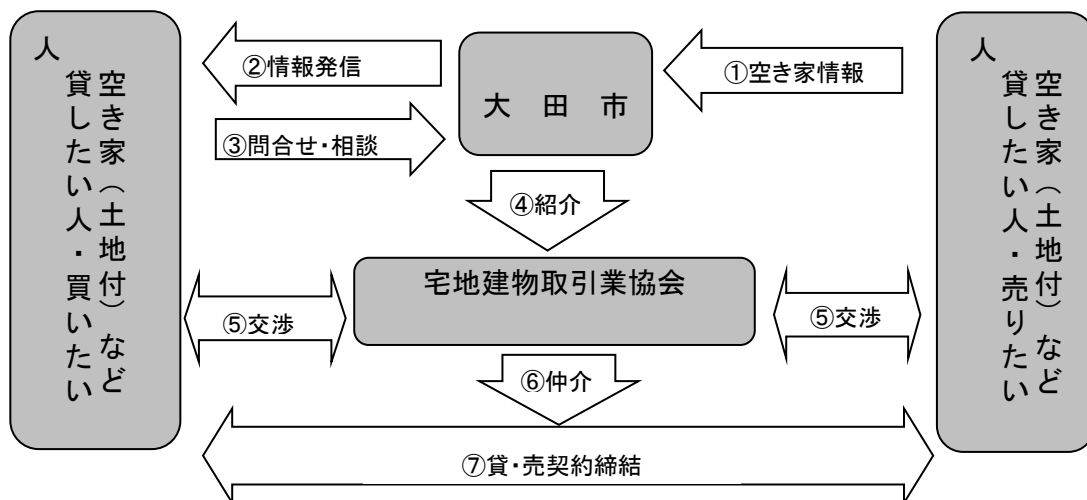 空き家（土地付）など
貸したい人・買いたい
人
②情報発信
③問合せ・相談
大田市
①空き家情報
④紹介
宅地建物取引業協会
⑤交渉
⑤交渉
⑥仲介
⑦貸・売契約締結
空き家（土地付）など
貸したい人・売りたい
人